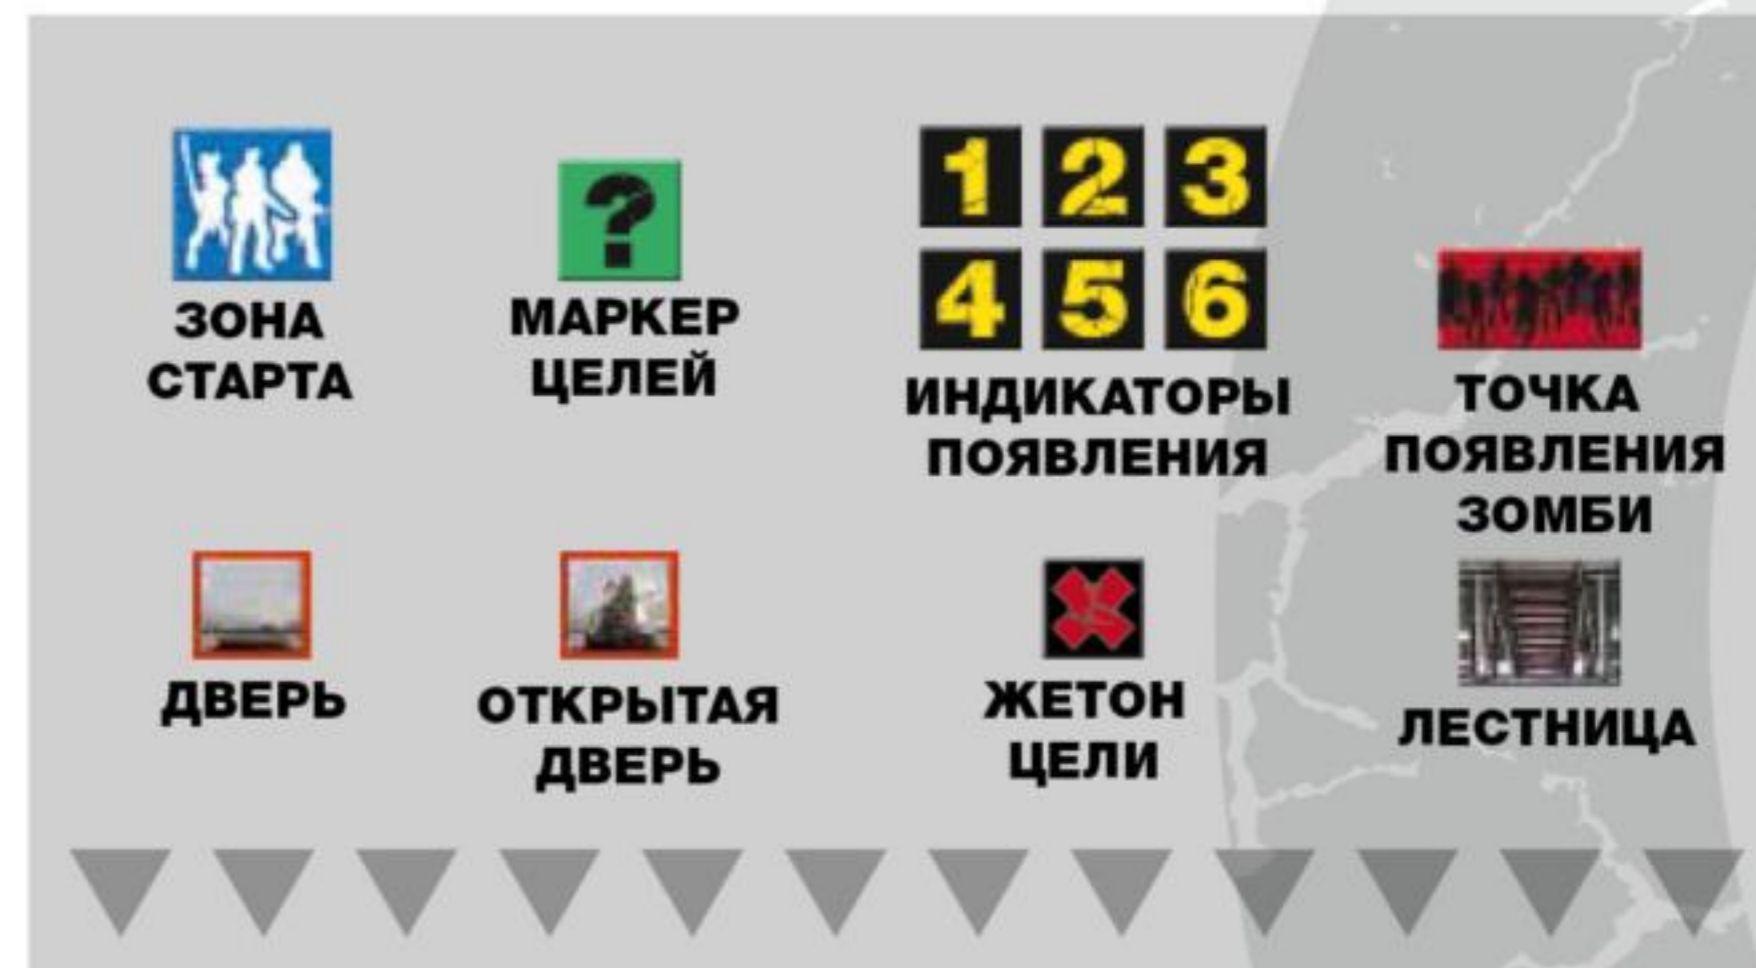 ЗОНА
СТАРТА
?
МАРКЕР
ЦЕЛЕЙ
1 2 3
4 5 6
ИНДИКАТОРЫ
ПОЯВЛЕНИЯ
ТОЧКА
ПОЯВЛЕНИЯ
ЗОМБИ
ДВЕРЬ
ОТКРЫТАЯ
ДВЕРЬ
ЖЕТОН
ЦЕЛИ
ЛЕСТНИЦА